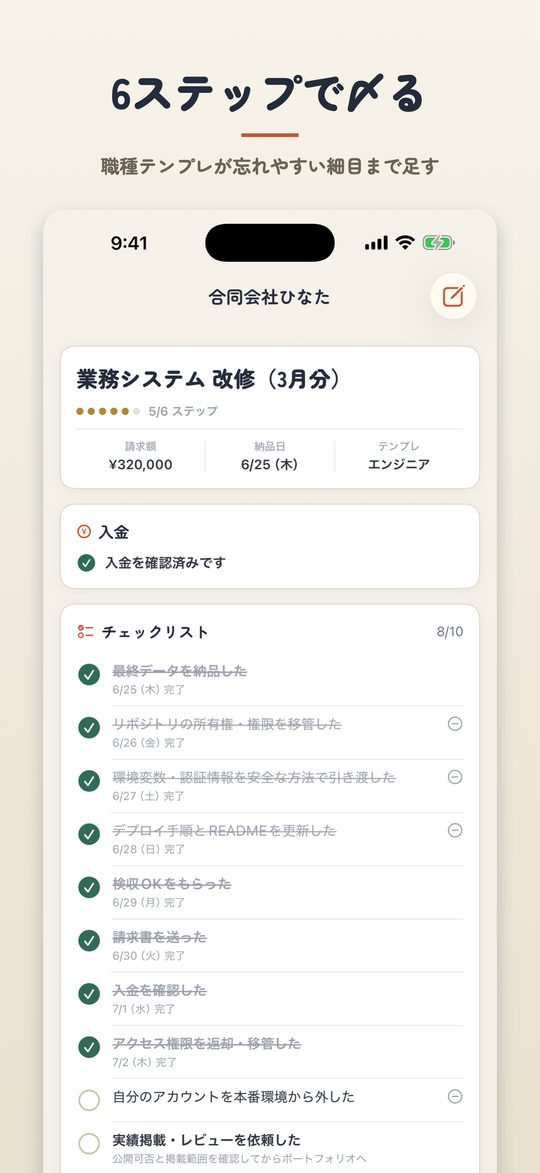 6ステップで〆る
職種テンプレが忘れやすい細目まで足す
9:41
合同会社ひなた
業務システム 改修（3月分）
5/6 ステップ
請求額 納品日 テンプレ
¥320,000 6/25 (木) エンジニア
入金
入金を確認済みです
チェックリスト 8/10
最終データを納品した
6/25 (木) 完了
リポジトリの所有権・権限を移管した
6/26 (金) 完了
環境変数・認証情報を安全な方法で引き渡した
6/27 (土) 完了
デプロイ手順とREADMEを更新した
6/28 (日) 完了
検収OKをもらった
6/29 (月) 完了
請求書を送った
6/30 (火) 完了
入金を確認した
7/1 (水) 完了
アクセス権限を返却・移管した
7/2 (木) 完了
自分のアカウントを本番環境から外した
実績掲載・レビューを依頼した
公開可否と掲載範囲を確認してからポートフォリオへ